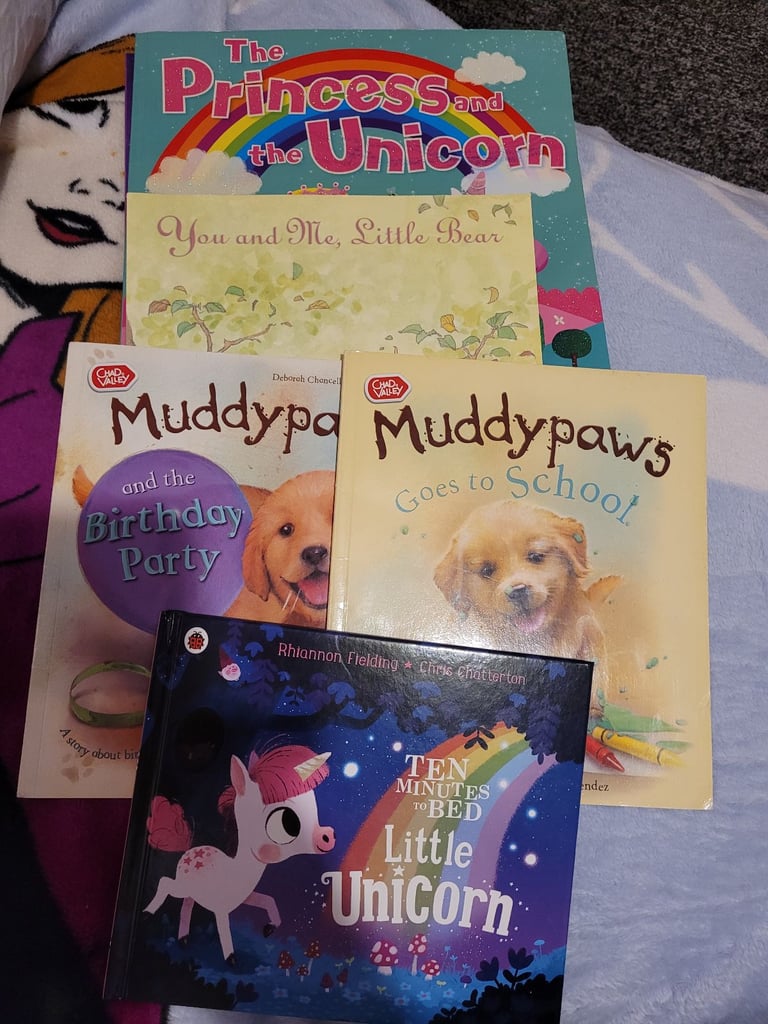 The
Princess and
the Unicorn
You and Me, Little Bear
CHAD
VALLEY
Deborah Chancell
Muddypa
and the
Birthday
Party
A story about bir
CHAD
VALLEY
Muddypaws
Goes to School
endez
Rhiannon Fielding ★ Chris Chatterton
TEN
MINUTES
TO BED
Little
UNICORN